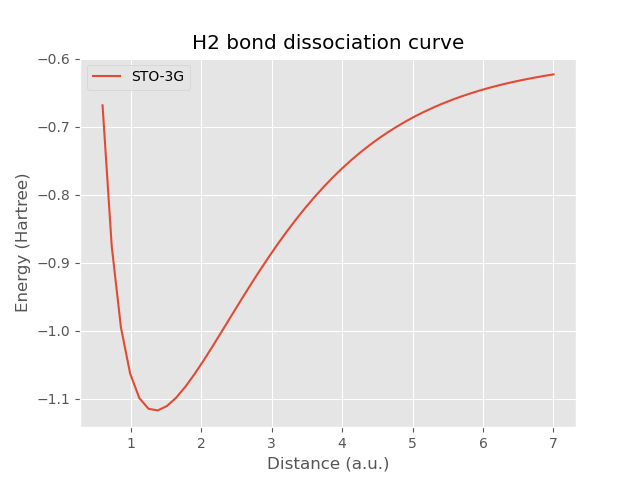 H2 bond dissociation curve
STO-3G
Energy (Hartree)
−0.6
−0.7
−0.8
−0.9
−1.0
−1.1
1 2 3 4 5 6 7
Distance (a.u.)